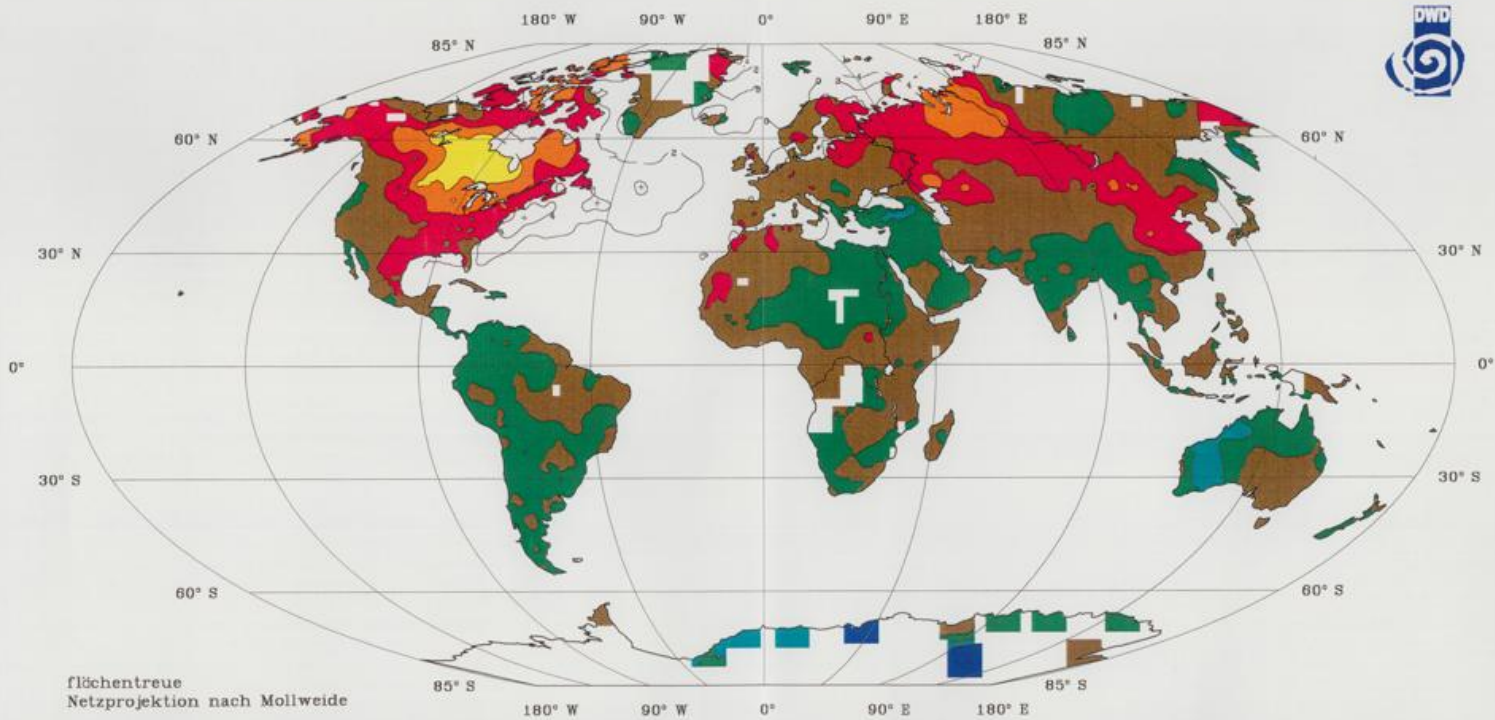 DWD
180° W 90° W 0° 90° E 180° E
85° N 85° N
60° N 60° N
30° N 30° N
0° 0°
30° S 30° S
60° S 60° S
85° S 85° S
flächentreue
Netzprojektion nach Mollweide
180° W 90° W 0° 90° E 180° E